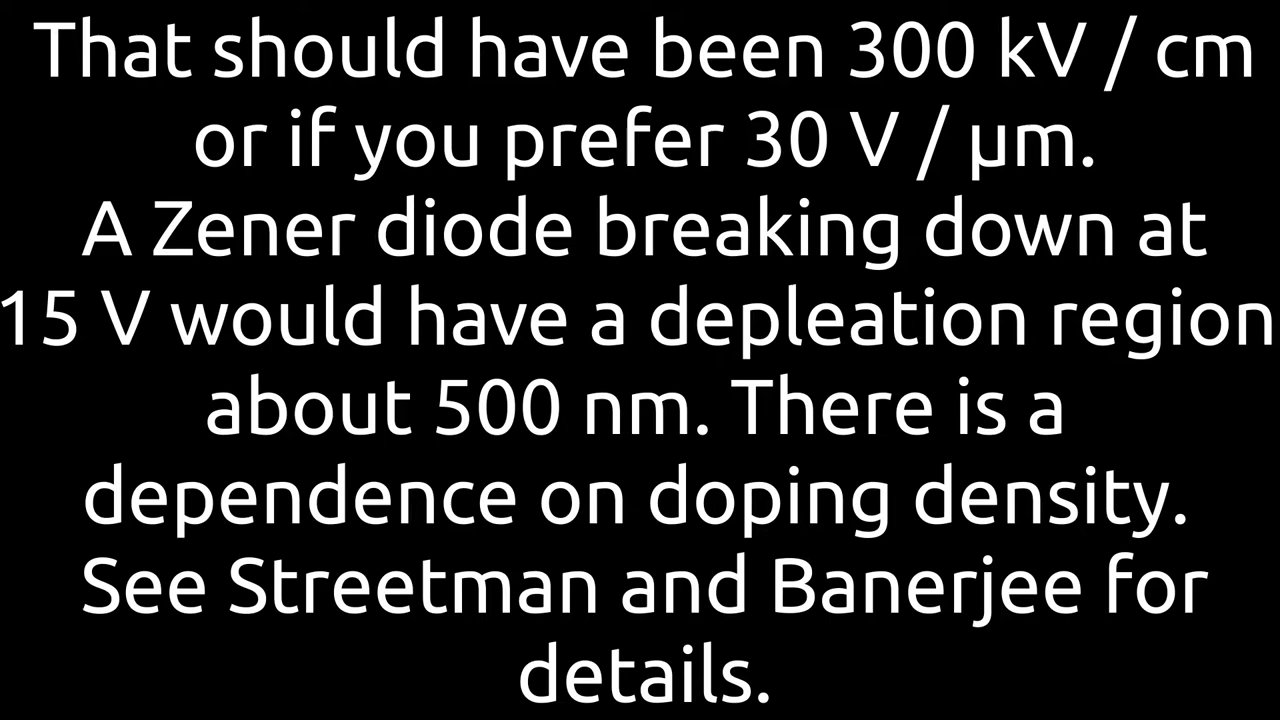 That should have been 300 kV / cm
or if you prefer 30 V / µm.
A Zener diode breaking down at
15 V would have a depleation region
about 500 nm. There is a
dependence on doping density.
See Streetman and Banerjee for
details.